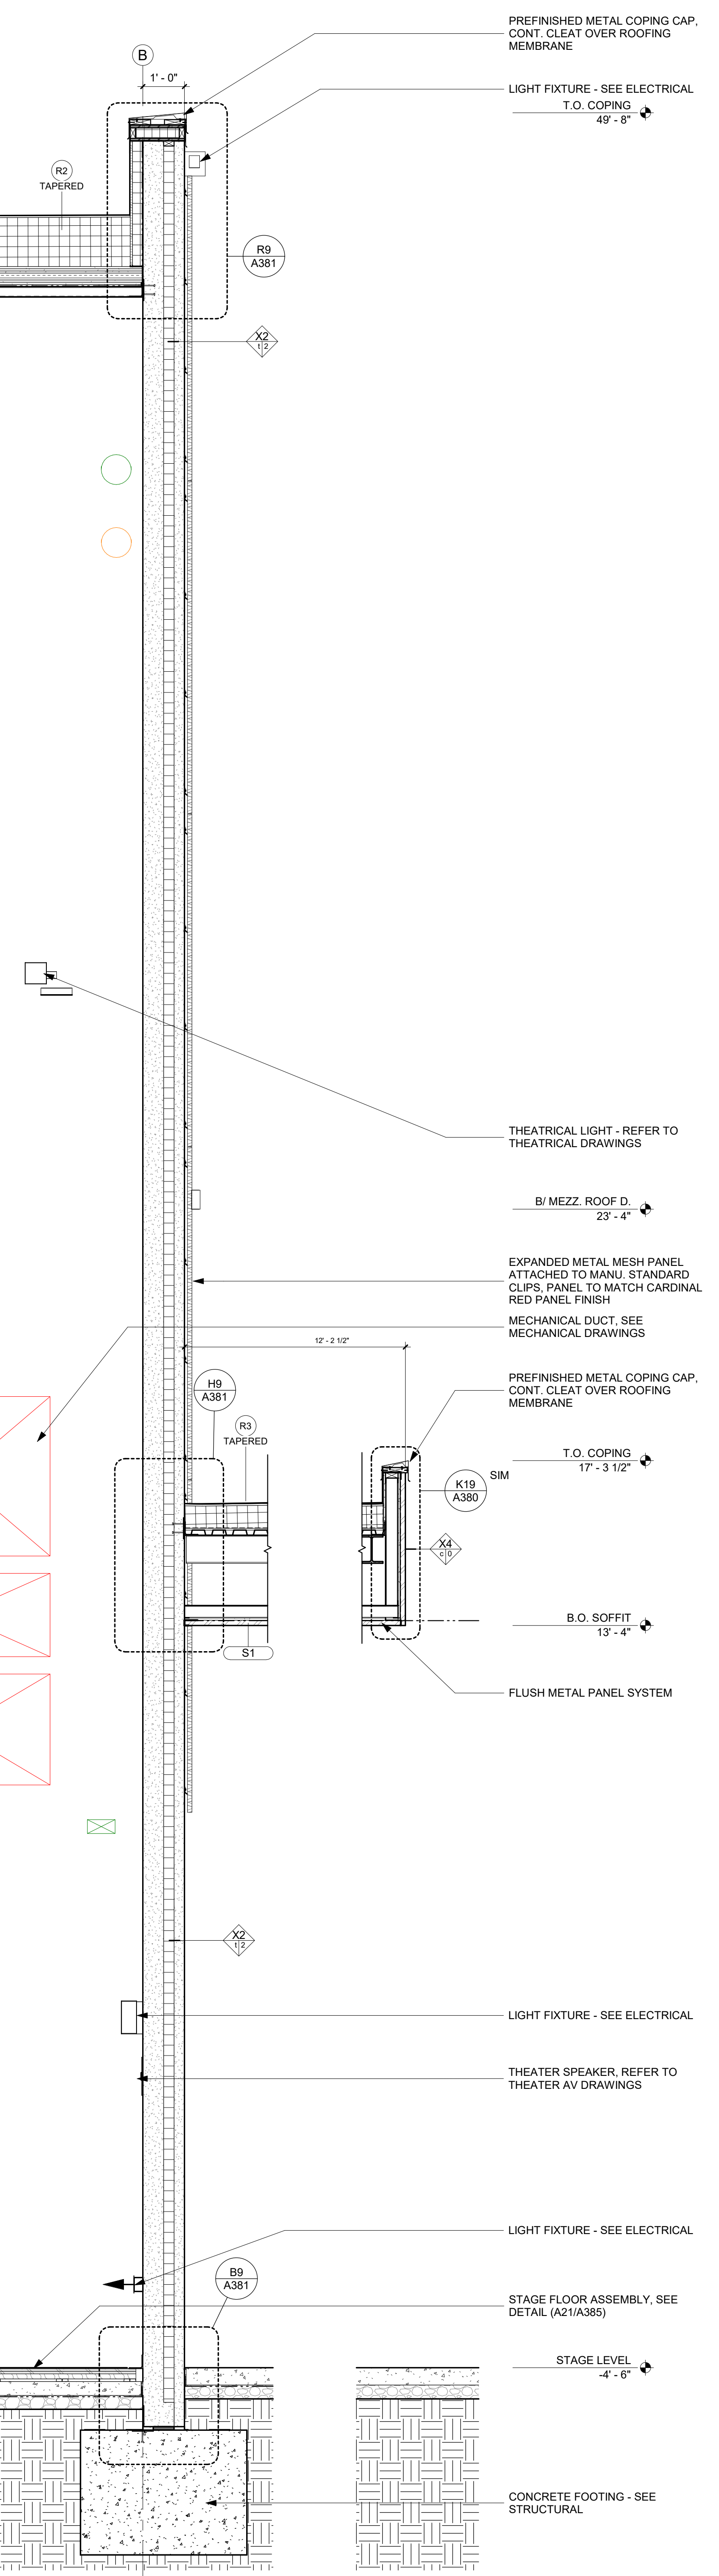 PREFINISHED METAL COPING CAP,
CONT. CLEAT OVER ROOFING
MEMBRANE
B
1' - 0"
LIGHT FIXTURE - SEE ELECTRICAL
T.O. COPING
49' - 8"
R2
TAPERED
R9
A381
X2
t 2
THEATRICAL LIGHT - REFER TO
THEATRICAL DRAWINGS
B/ MEZZ. ROOF D.
23' - 4"
EXPANDED METAL MESH PANEL
ATTACHED TO MANU. STANDARD
CLIPS, PANEL TO MATCH CARDINAL
RED PANEL FINISH
MECHANICAL DUCT, SEE
MECHANICAL DRAWINGS
12' - 2 1/2"
H9
A381
PREFINISHED METAL COPING CAP,
CONT. CLEAT OVER ROOFING
MEMBRANE
R3
TAPERED
T.O. COPING
17' - 3 1/2"
SIM
K19
A380
X4
c 0
B.O. SOFFIT
13' - 4"
S1
FLUSH METAL PANEL SYSTEM
X2
t 2
LIGHT FIXTURE - SEE ELECTRICAL
THEATER SPEAKER, REFER TO
THEATER AV DRAWINGS
LIGHT FIXTURE - SEE ELECTRICAL
B9
A381
STAGE FLOOR ASSEMBLY, SEE
DETAIL (A21/A385)
STAGE LEVEL
-4' - 6"
CONCRETE FOOTING - SEE
STRUCTURAL